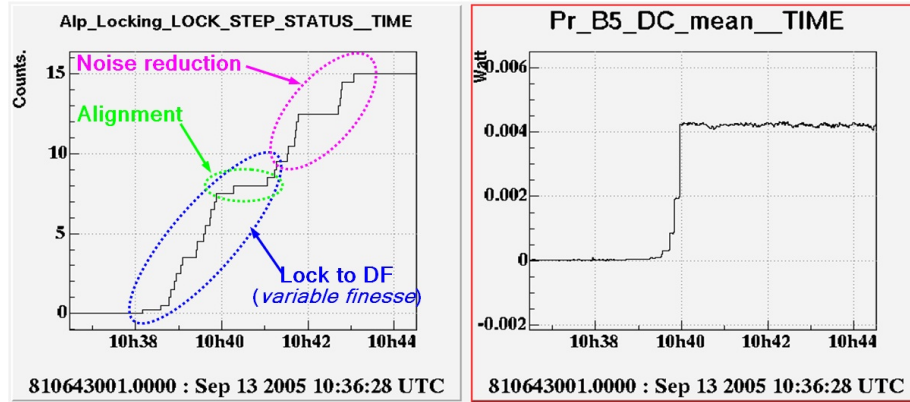 Alp_Locking_LOCK_STEP_STATUS__TIME
Counts.
15
10
5
0
Noise reduction
Alignment
Lock to DF
(variable finesse)
10h38
10h40
10h42
10h44
810643001.0000 : Sep 13 2005 10:36:28 UTC
Pr_B5_DC_mean__TIME
Watt
0.006
0.004
0.002
0
-0.002
10h38
10h40
10h42
10h44
810643001.0000 : Sep 13 2005 10:36:28 UTC